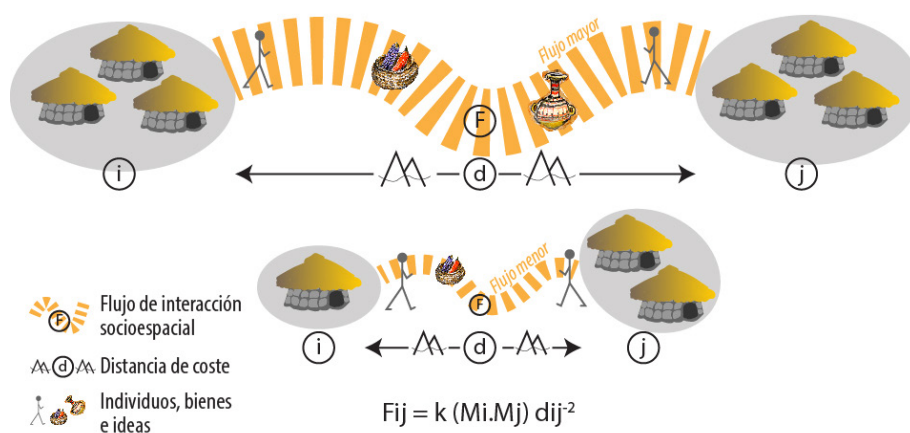 Flujo mayor
F
i
d
j
Flujo menor
F
i
d
j
F
Flujo de interacción
socioespacial
d
Distancia de coste
Individuos, bienes
e ideas
Fij = k (Mi.Mj) dij⁻²